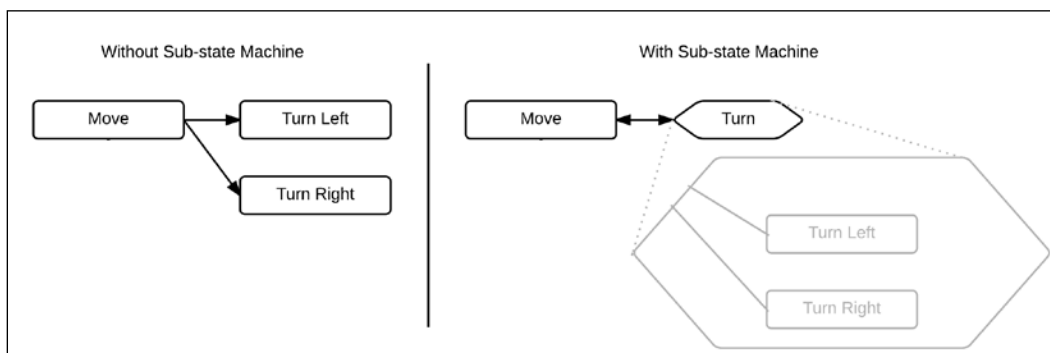 Without Sub-state Machine
Move
Turn Left
Turn Right
With Sub-state Machine
Move
Turn
Turn Left
Turn Right